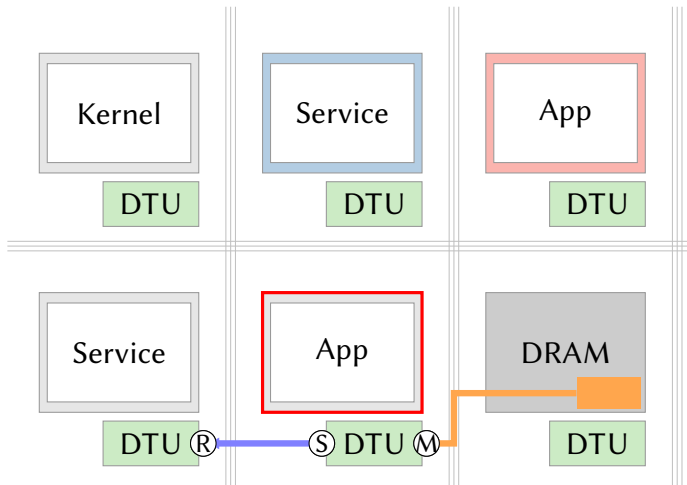 Kernel
Service
App
DTU
DTU
DTU
Service
App
DRAM
DTU R
S DTU M
DTU